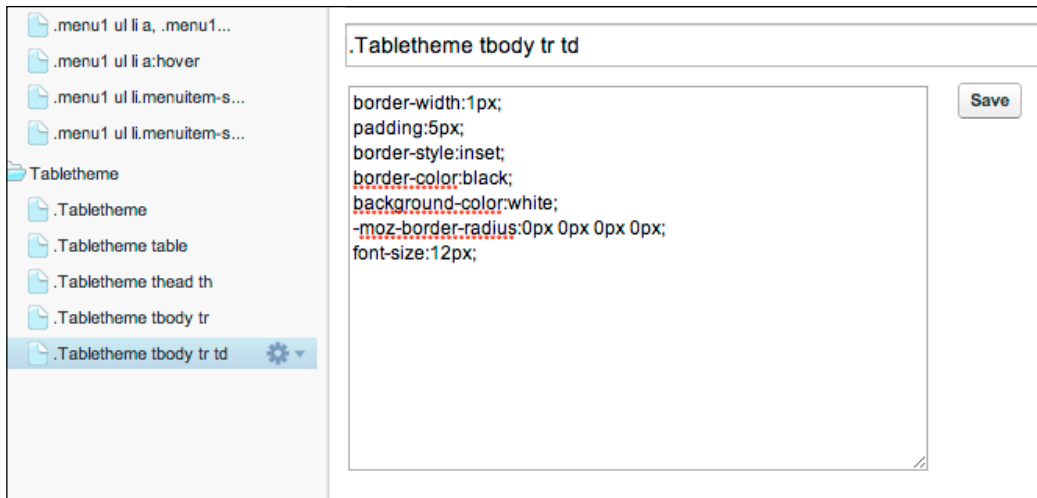 .menu1 ul li a, .menu1...
.menu1 ul li a:hover
.menu1 ul li.menuitem-s...
.menu1 ul li.menuitem-s...
Tabletheme
.Tabletheme
.Tabletheme table
.Tabletheme thead th
.Tabletheme tbody tr
.Tabletheme tbody tr td
.Tabletheme tbody tr td
border-width:1px;
padding:5px;
border-style:inset;
border-color:black;
background-color:white;
-moz-border-radius:0px 0px 0px 0px;
font-size:12px;
Save